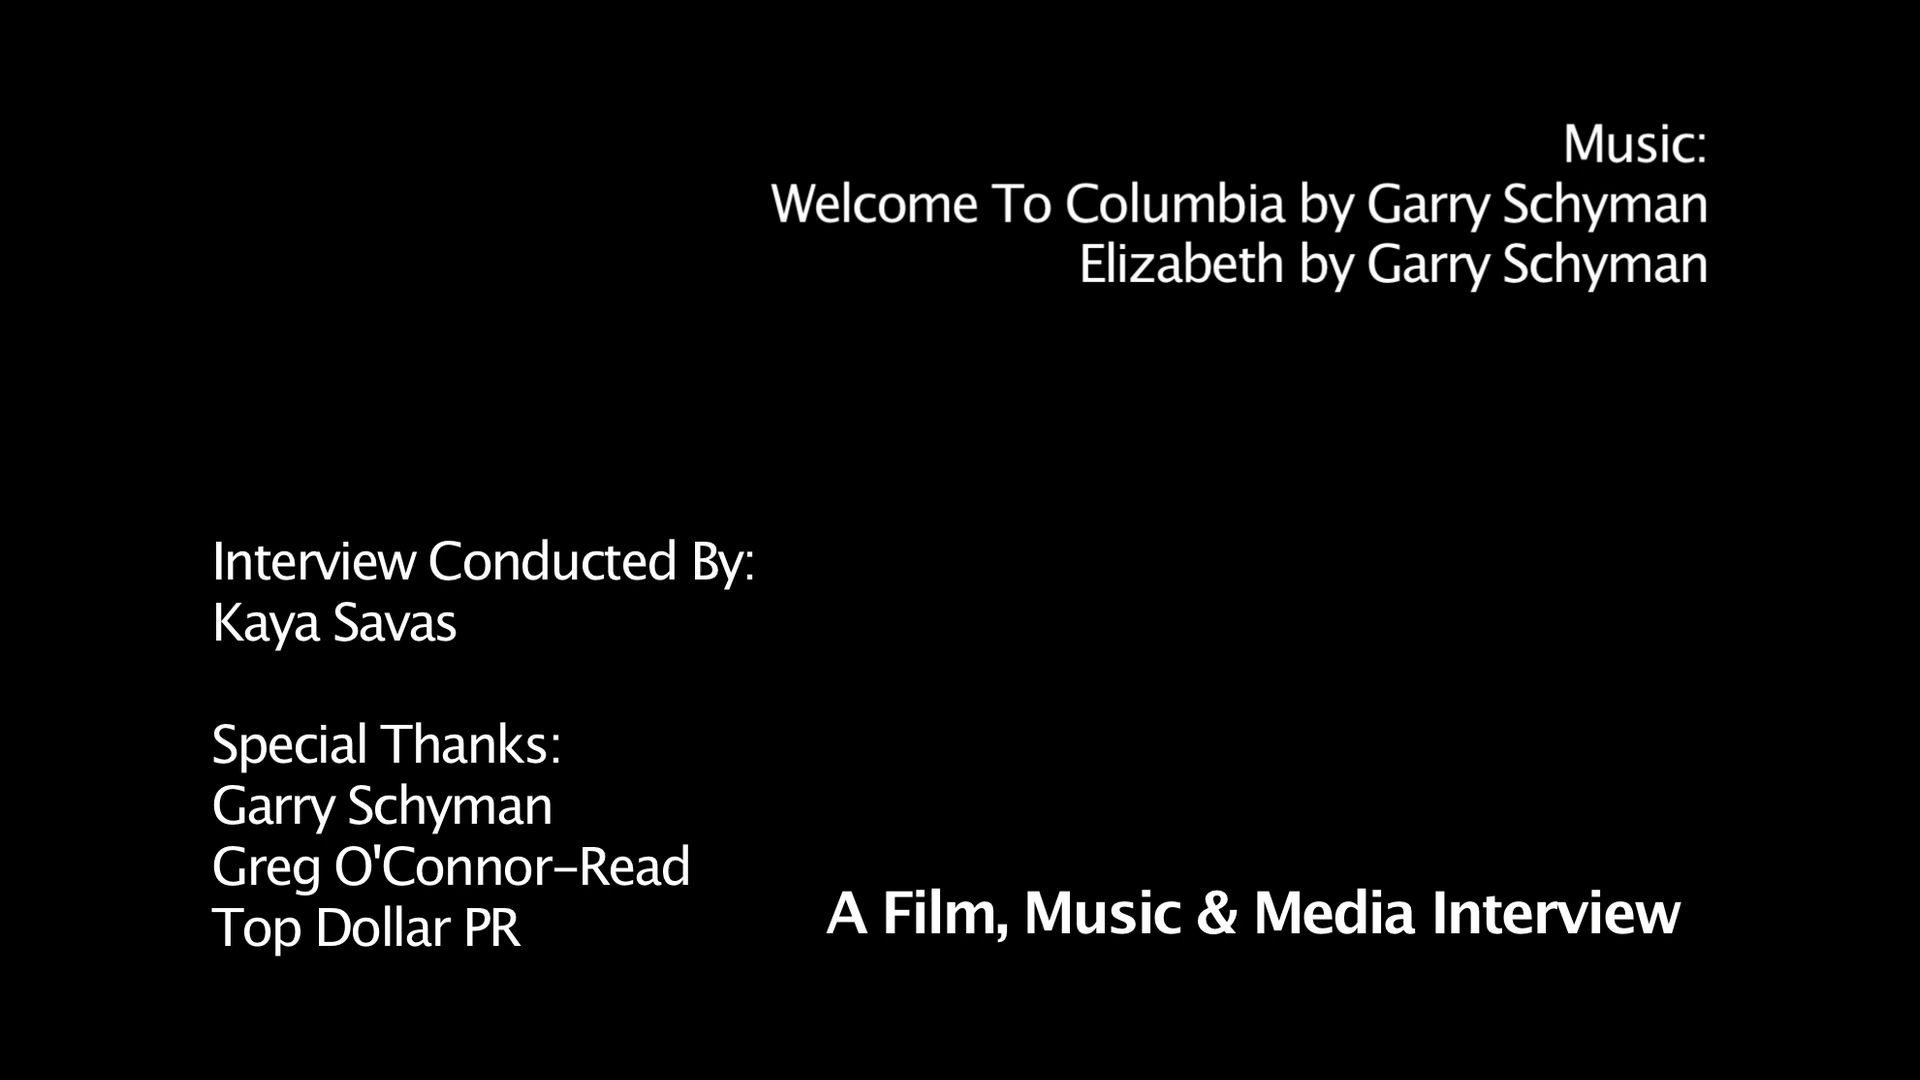 Music:
Welcome To Columbia by Garry Schyman
Elizabeth by Garry Schyman
Interview Conducted By:
Kaya Savas
Special Thanks:
Garry Schyman
Greg O'Connor–Read
Top Dollar PR
A Film, Music & Media Interview